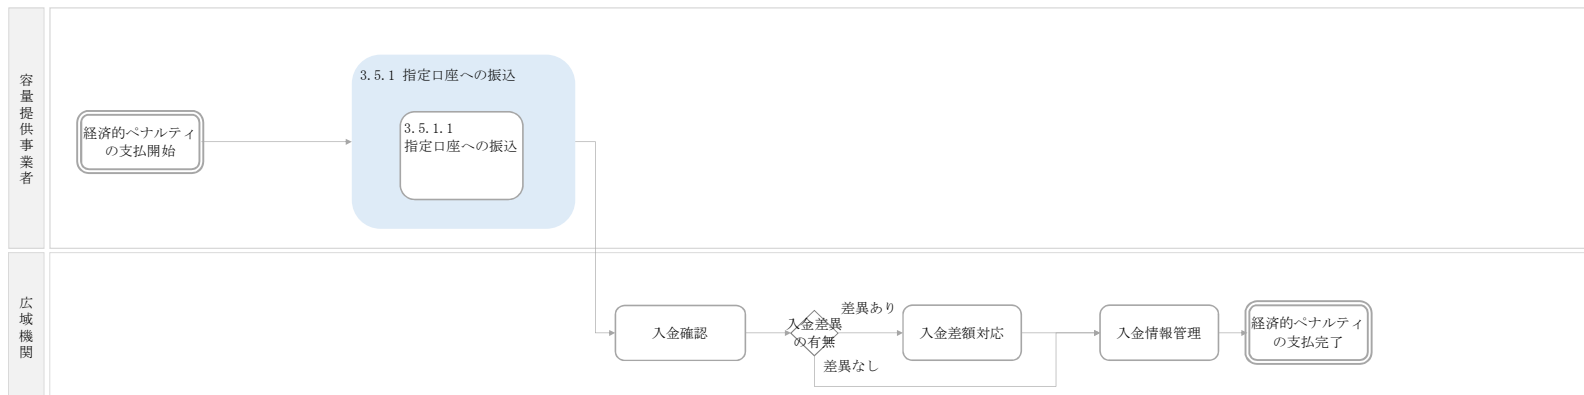 容量提供事業者
経済的ペナルティ
の支払開始
3.5.1 指定口座への振込
3.5.1.1
指定口座への振込
広域機関
入金確認
入金差異
の有無
差異あり
差異なし
入金差額対応
入金情報管理
経済的ペナルティ
の支払完了